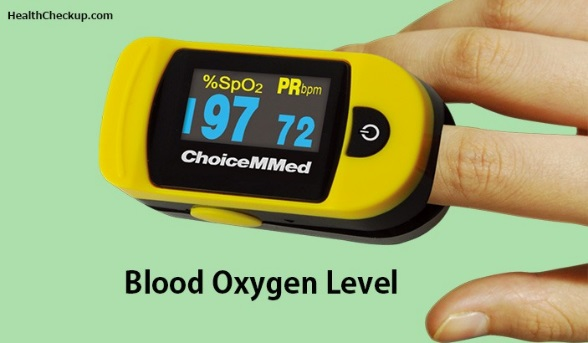 HealthCheckup.com
%SpO2 PRbpm
97 72
ChoiceMMed
Blood Oxygen Level